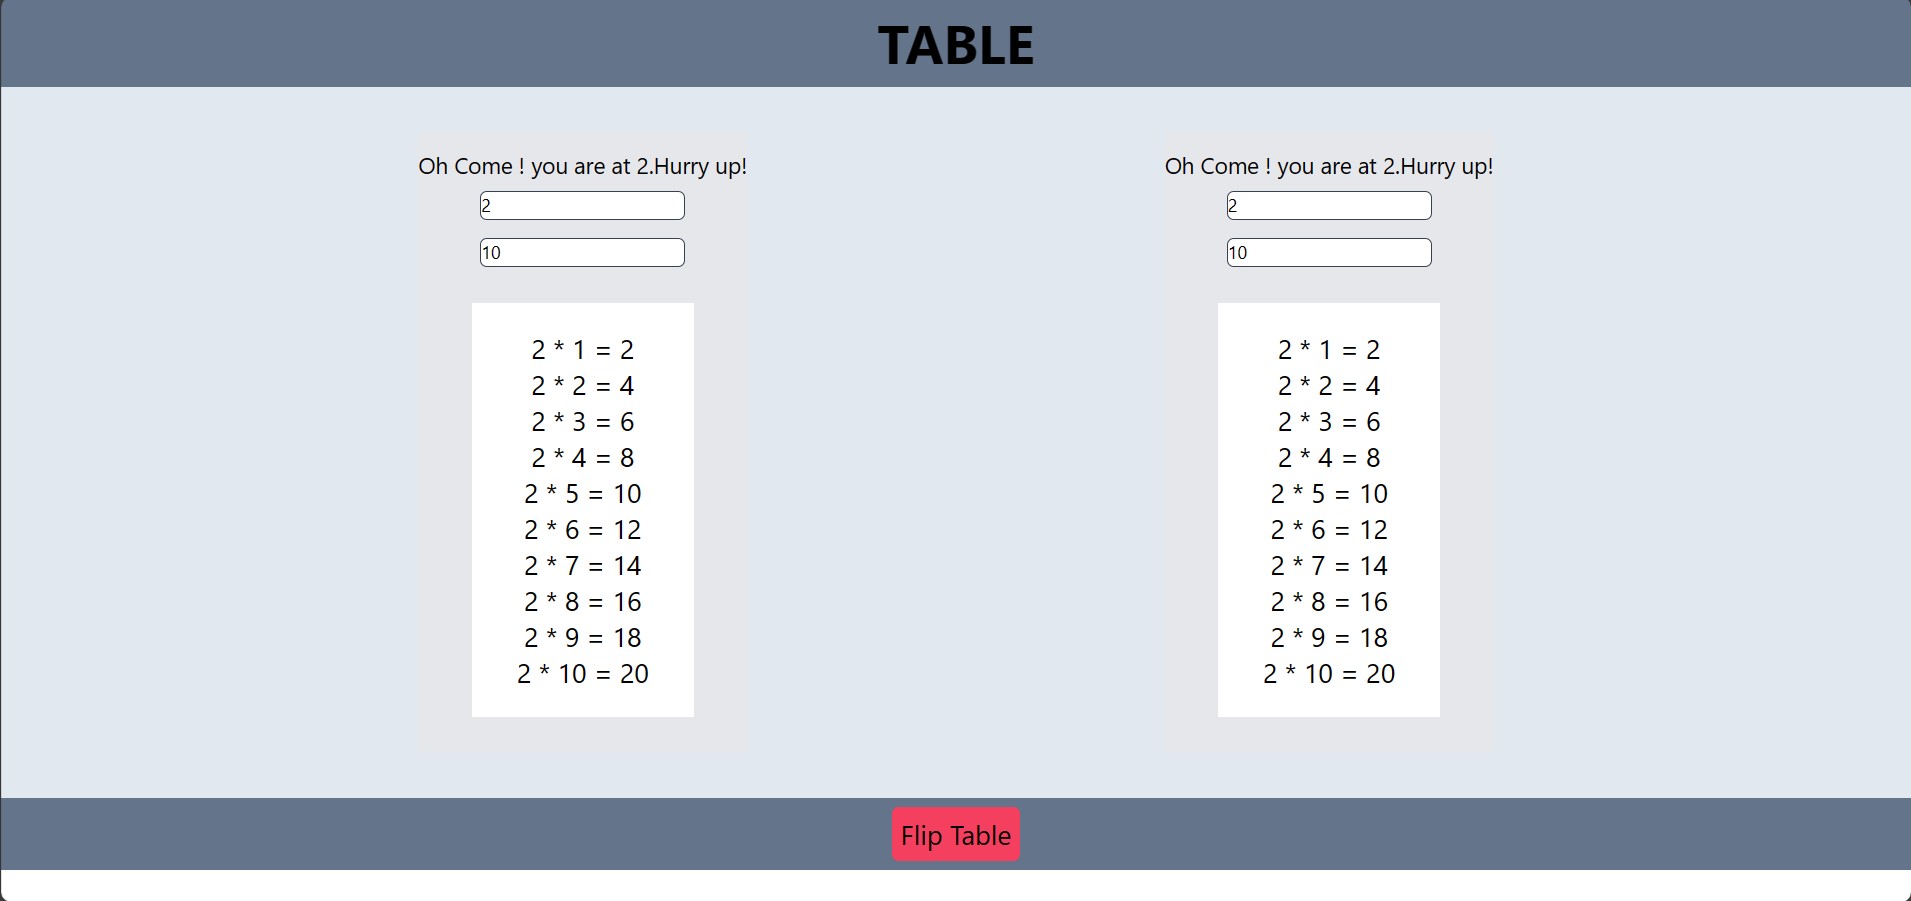 TABLE
Oh Come ! you are at 2.Hurry up!
2
10
2 * 1 = 2
2 * 2 = 4
2 * 3 = 6
2 * 4 = 8
2 * 5 = 10
2 * 6 = 12
2 * 7 = 14
2 * 8 = 16
2 * 9 = 18
2 * 10 = 20
Oh Come ! you are at 2.Hurry up!
2
10
2 * 1 = 2
2 * 2 = 4
2 * 3 = 6
2 * 4 = 8
2 * 5 = 10
2 * 6 = 12
2 * 7 = 14
2 * 8 = 16
2 * 9 = 18
2 * 10 = 20
Flip Table